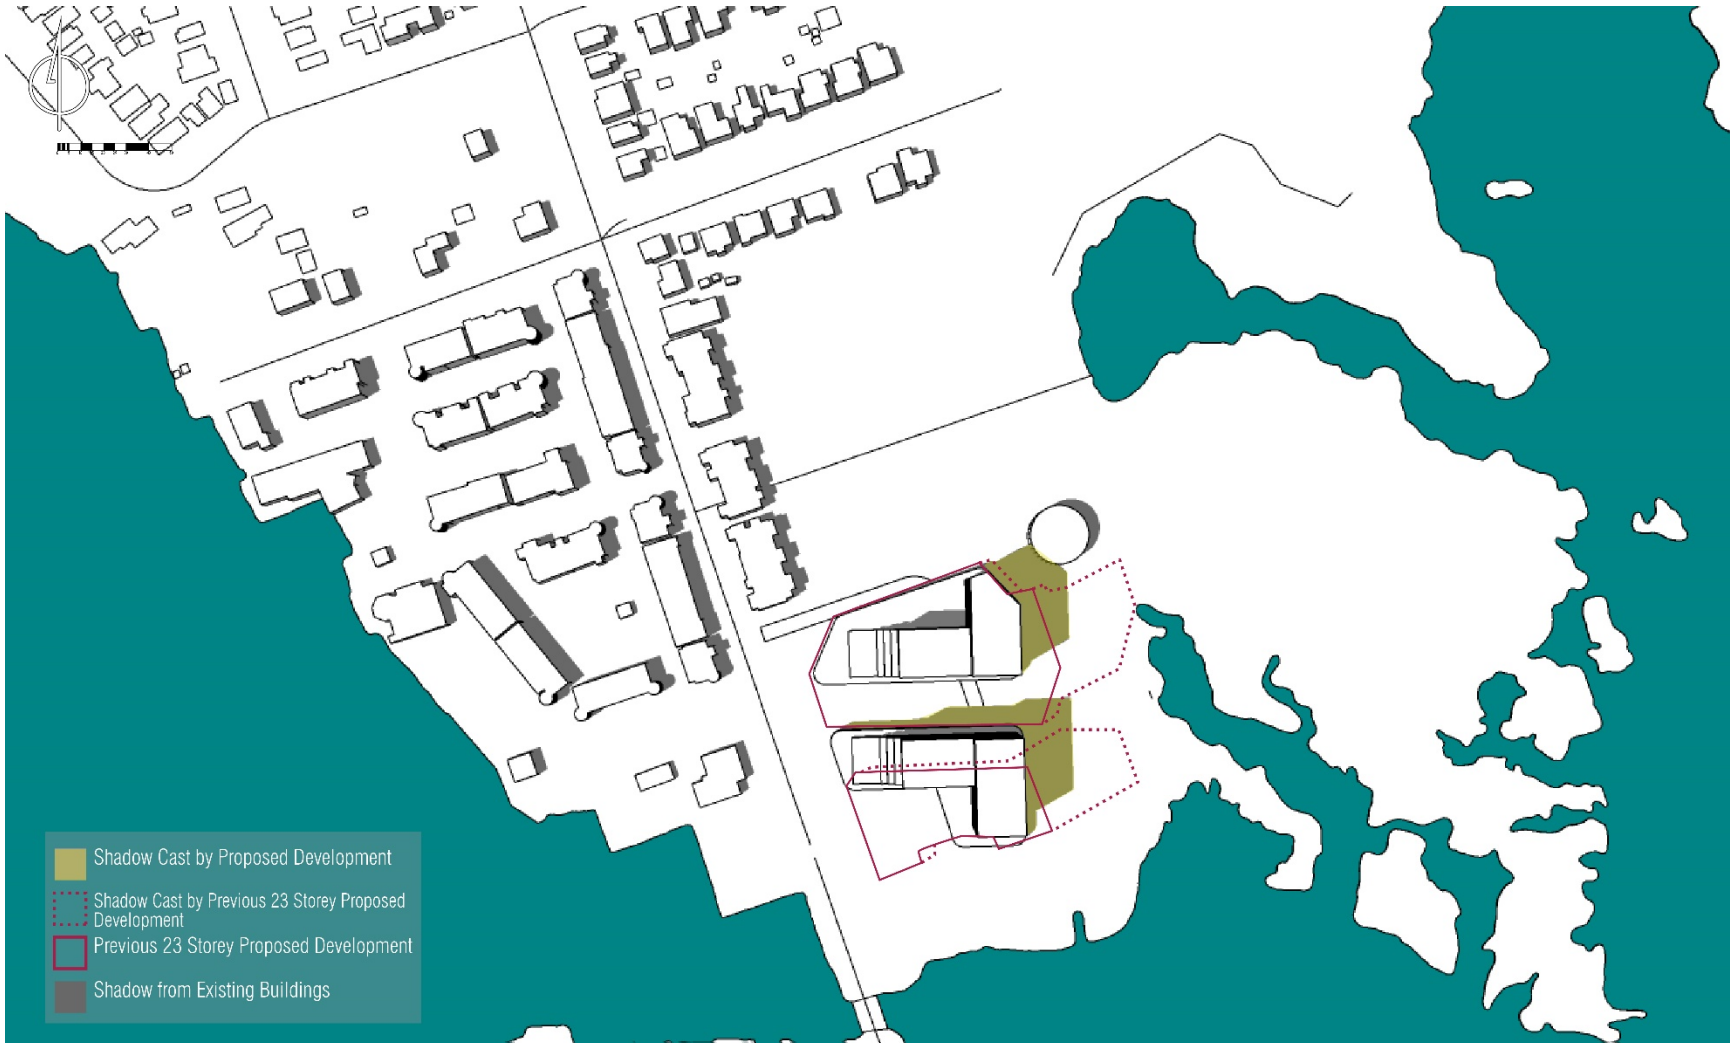 Shadow Cast by Proposed Development
Shadow Cast by Previous 23 Storey Proposed
Development
Previous 23 Storey Proposed Development
Shadow from Existing Buildings